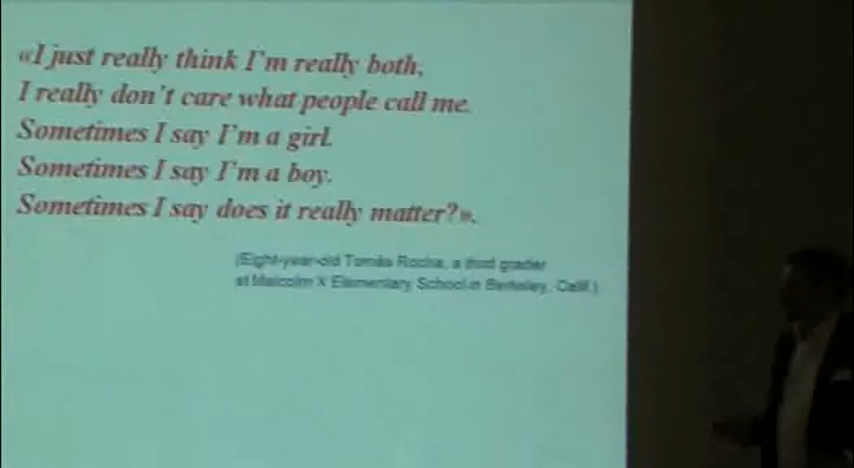 «I just really think I'm really both,
I really don't care what people call me.
Sometimes I say I'm a girl.
Sometimes I say I'm a boy.
Sometimes I say does it really matter?».
(Eight-year-old Tomás Rocha, a third grader
at Malcolm X Elementary School in Berkeley, Calif.)